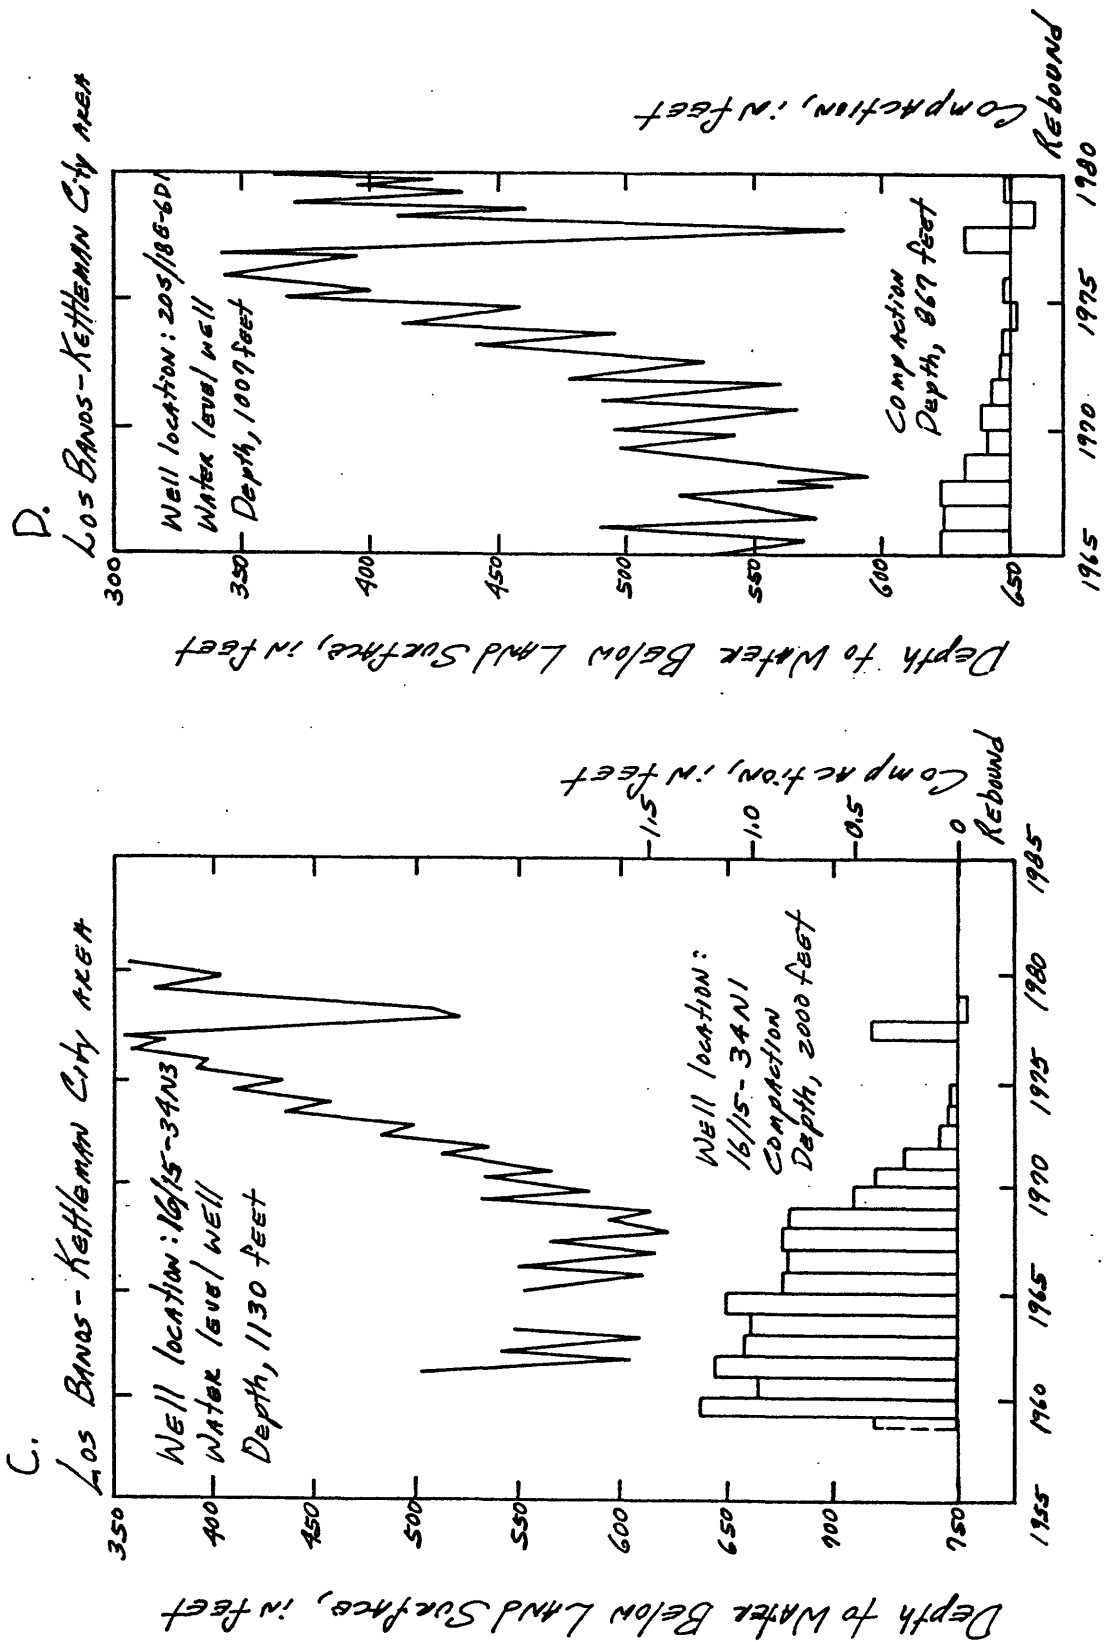 C.
Los Banos-Kettleman City Area
Well location: 16/15-34N3
Water level well
Depth, 1130 feet
Well location:
16/15-34N1
Compaction
Depth, 2000 feet
Depth to Water Below Land Surface, in feet
350
400
450
500
550
600
650
700
750
1955
1960
1965
1970
1975
1980
1985
1.5
1.0
0.5
0
Compaction, in feet
Rebound
D.
Los Banos-Kettleman City Area
Well location: 20S/18E-6D1
Water level well
Depth, 1007 feet
Compaction
Depth, 867 feet
Depth to Water Below Land Surface, in feet
300
350
400
450
500
550
600
650
1965
1970
1975
1980
Compaction, in feet
Rebound